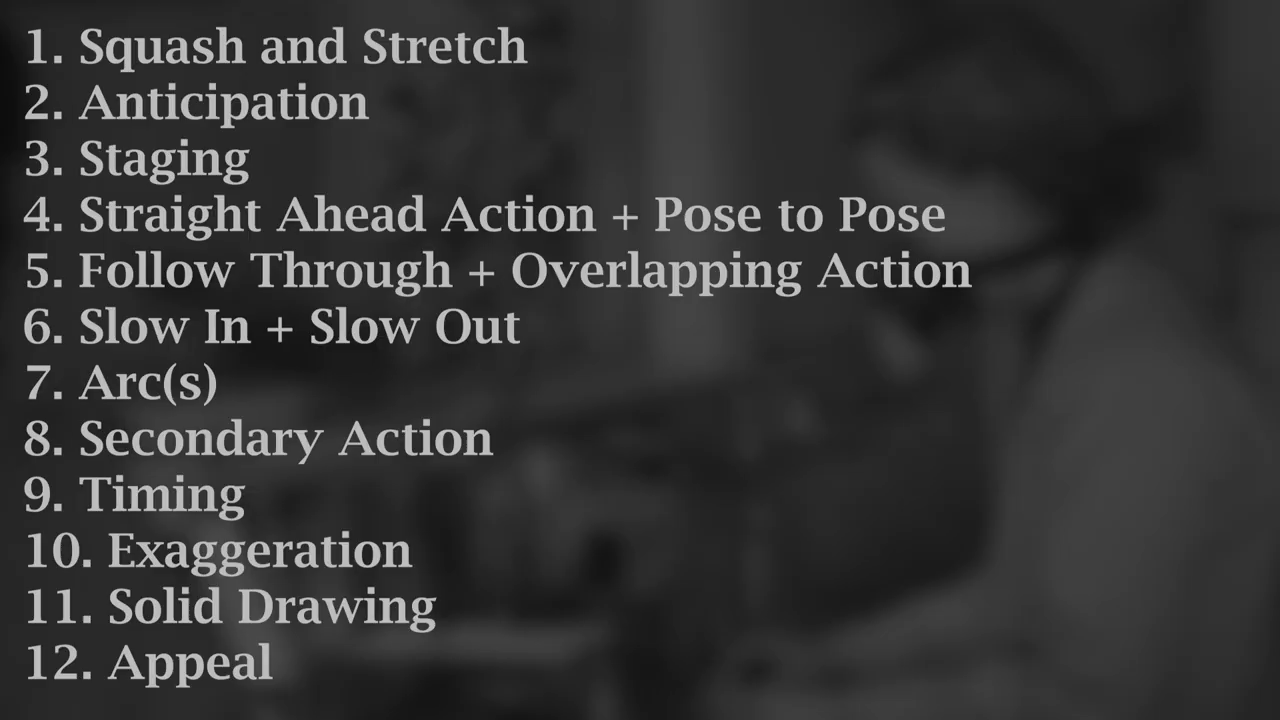 1. Squash and Stretch
2. Anticipation
3. Staging
4. Straight Ahead Action + Pose to Pose
5. Follow Through + Overlapping Action
6. Slow In + Slow Out
7. Arc(s)
8. Secondary Action
9. Timing
10. Exaggeration
11. Solid Drawing
12. Appeal